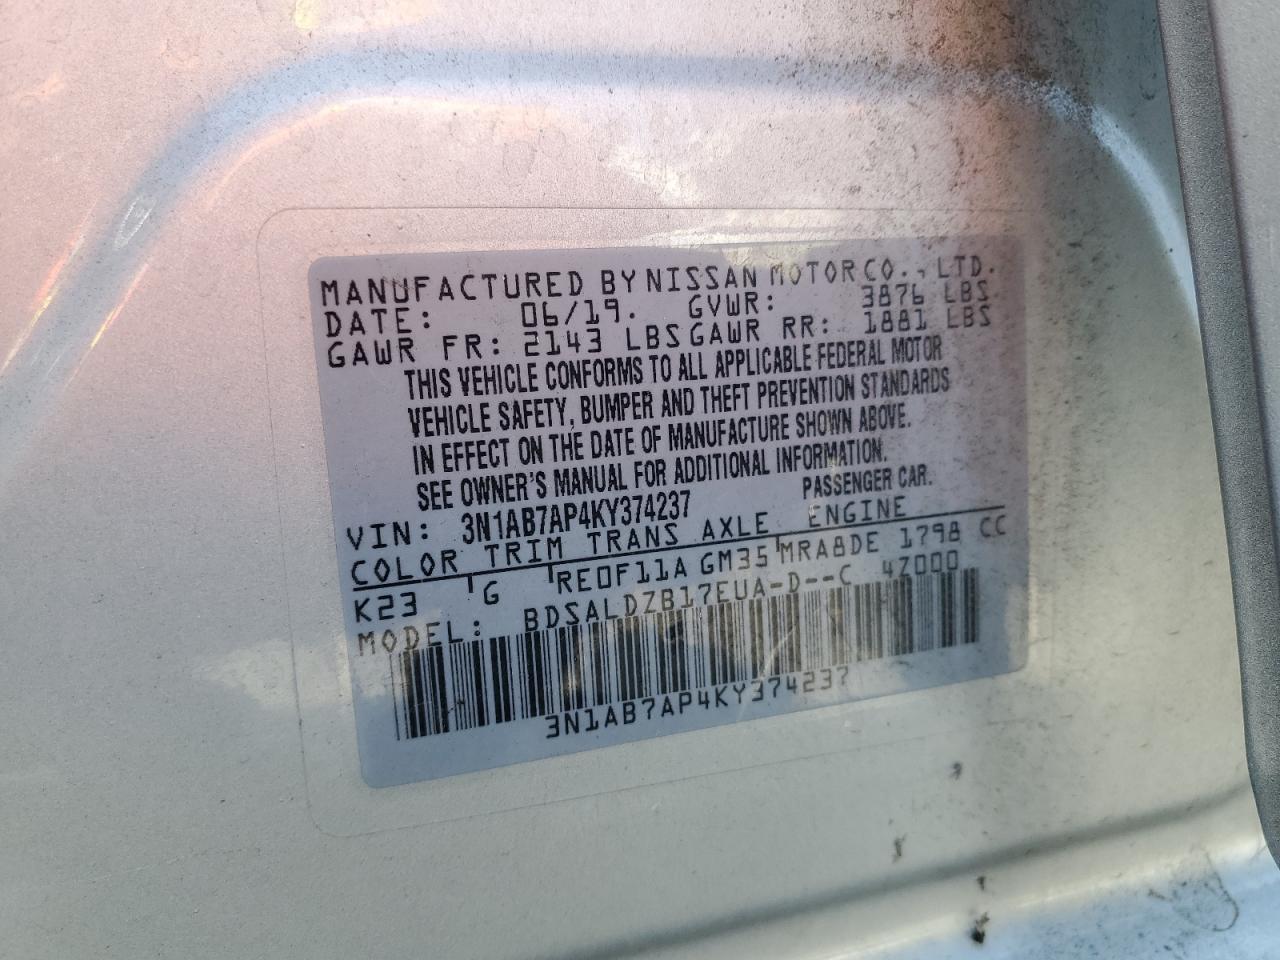 MANUFACTURED BY NISSAN MOTOR CO., LTD.
DATE: 06/19. GVWR: 3876 LBS
GAWR FR: 2143 LBS GAWR RR: 1881 LBS
THIS VEHICLE CONFORMS TO ALL APPLICABLE FEDERAL MOTOR
VEHICLE SAFETY, BUMPER AND THEFT PREVENTION STANDARDS
IN EFFECT ON THE DATE OF MANUFACTURE SHOWN ABOVE.
SEE OWNER'S MANUAL FOR ADDITIONAL INFORMATION.
VIN: 3N1AB7AP4KY374237 PASSENGER CAR.
COLOR TRIM TRANS AXLE ENGINE
K23 G RE0F11A GM35 MRA8DE 1798 CC
MODEL: BDSALDZB17EUA-D--C 4Z000
3N1AB7AP4KY374237